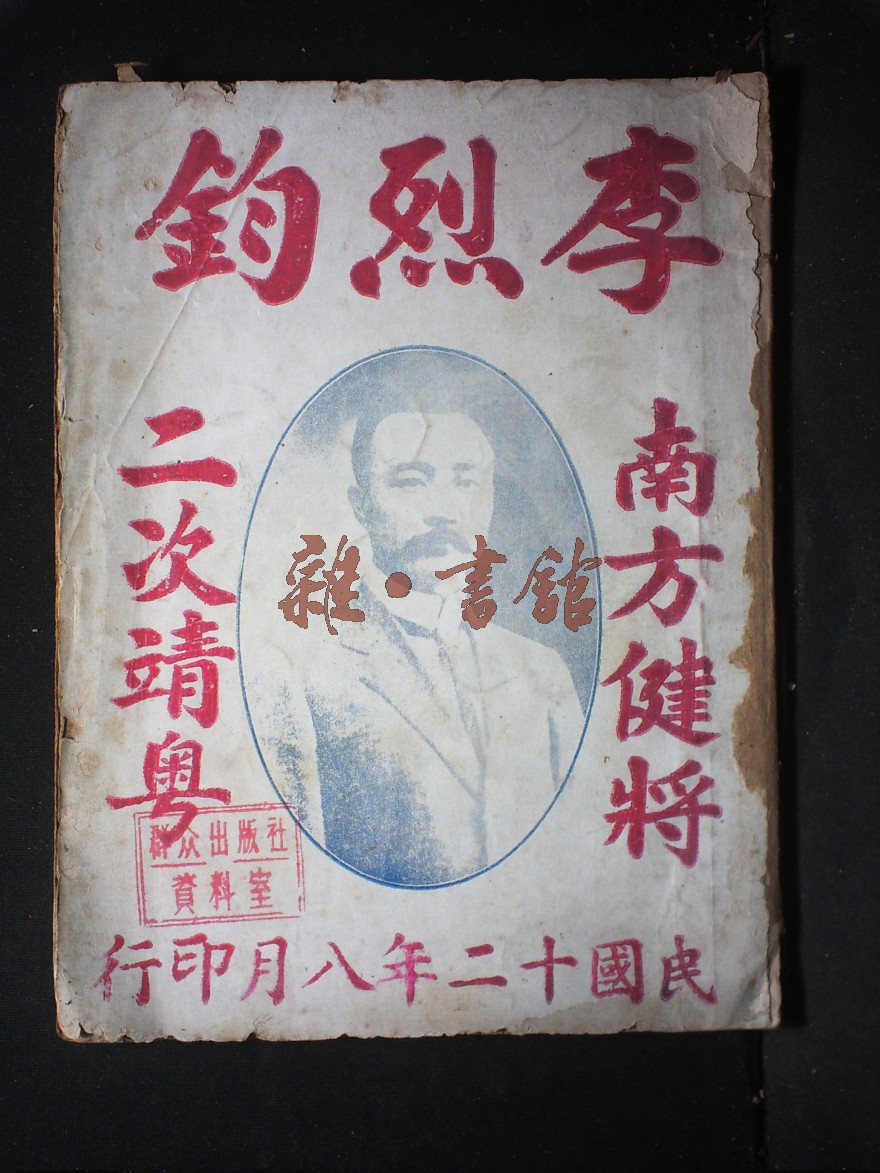 李烈鈞
南方健將
二次靖粤
雜·書館
群众出版社
資料室
民國十二年八月印行